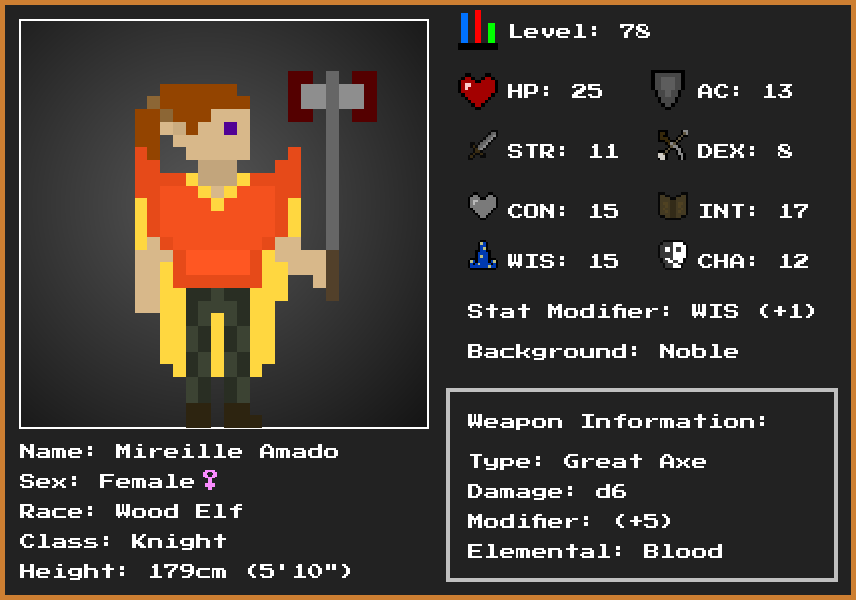 Level: 78
HP: 25
AC: 13
STR: 11
DEX: 8
CON: 15
INT: 17
WIS: 15
CHA: 12
Stat Modifier: WIS (+1)
Background: Noble
Weapon Information:
Type: Great Axe
Damage: d6
Modifier: (+5)
Elemental: Blood
Name: Mireille Amado
Sex: Female♀
Race: Wood Elf
Class: Knight
Height: 179cm (5'10")